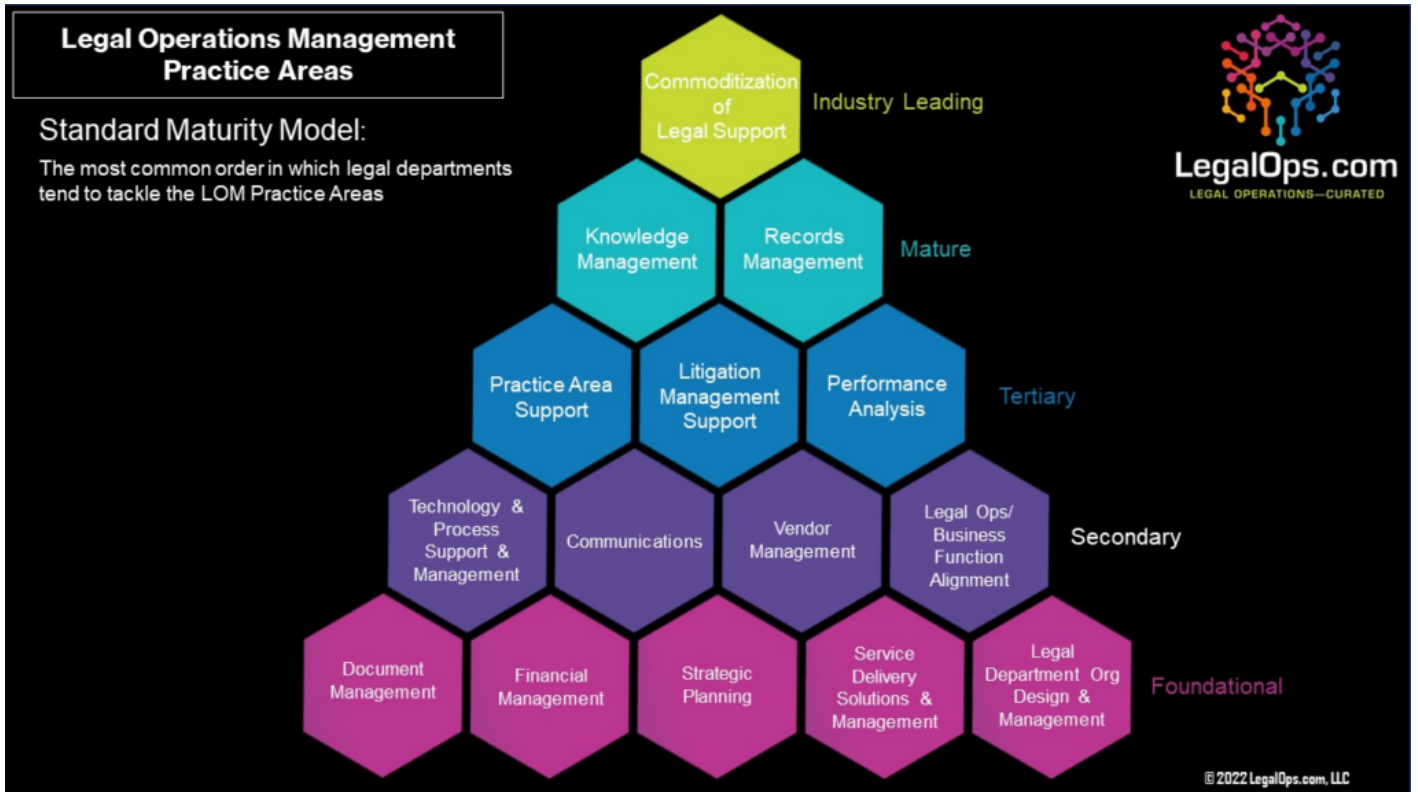 Legal Operations Management
Practice Areas
Standard Maturity Model:
The most common order in which legal departments
tend to tackle the LOM Practice Areas
LegalOps.com
LEGAL OPERATIONS—CURATED
Commoditization
of
Legal Support
Industry Leading
Knowledge
Management
Records
Management
Mature
Practice Area
Support
Litigation
Management
Support
Performance
Analysis
Tertiary
Technology &
Process
Support &
Management
Communications
Vendor
Management
Legal Ops/
Business
Function
Alignment
Secondary
Document
Management
Financial
Management
Strategic
Planning
Service
Delivery
Solutions &
Management
Legal
Department Org
Design &
Management
Foundational
© 2022 LegalOps.com, LLC